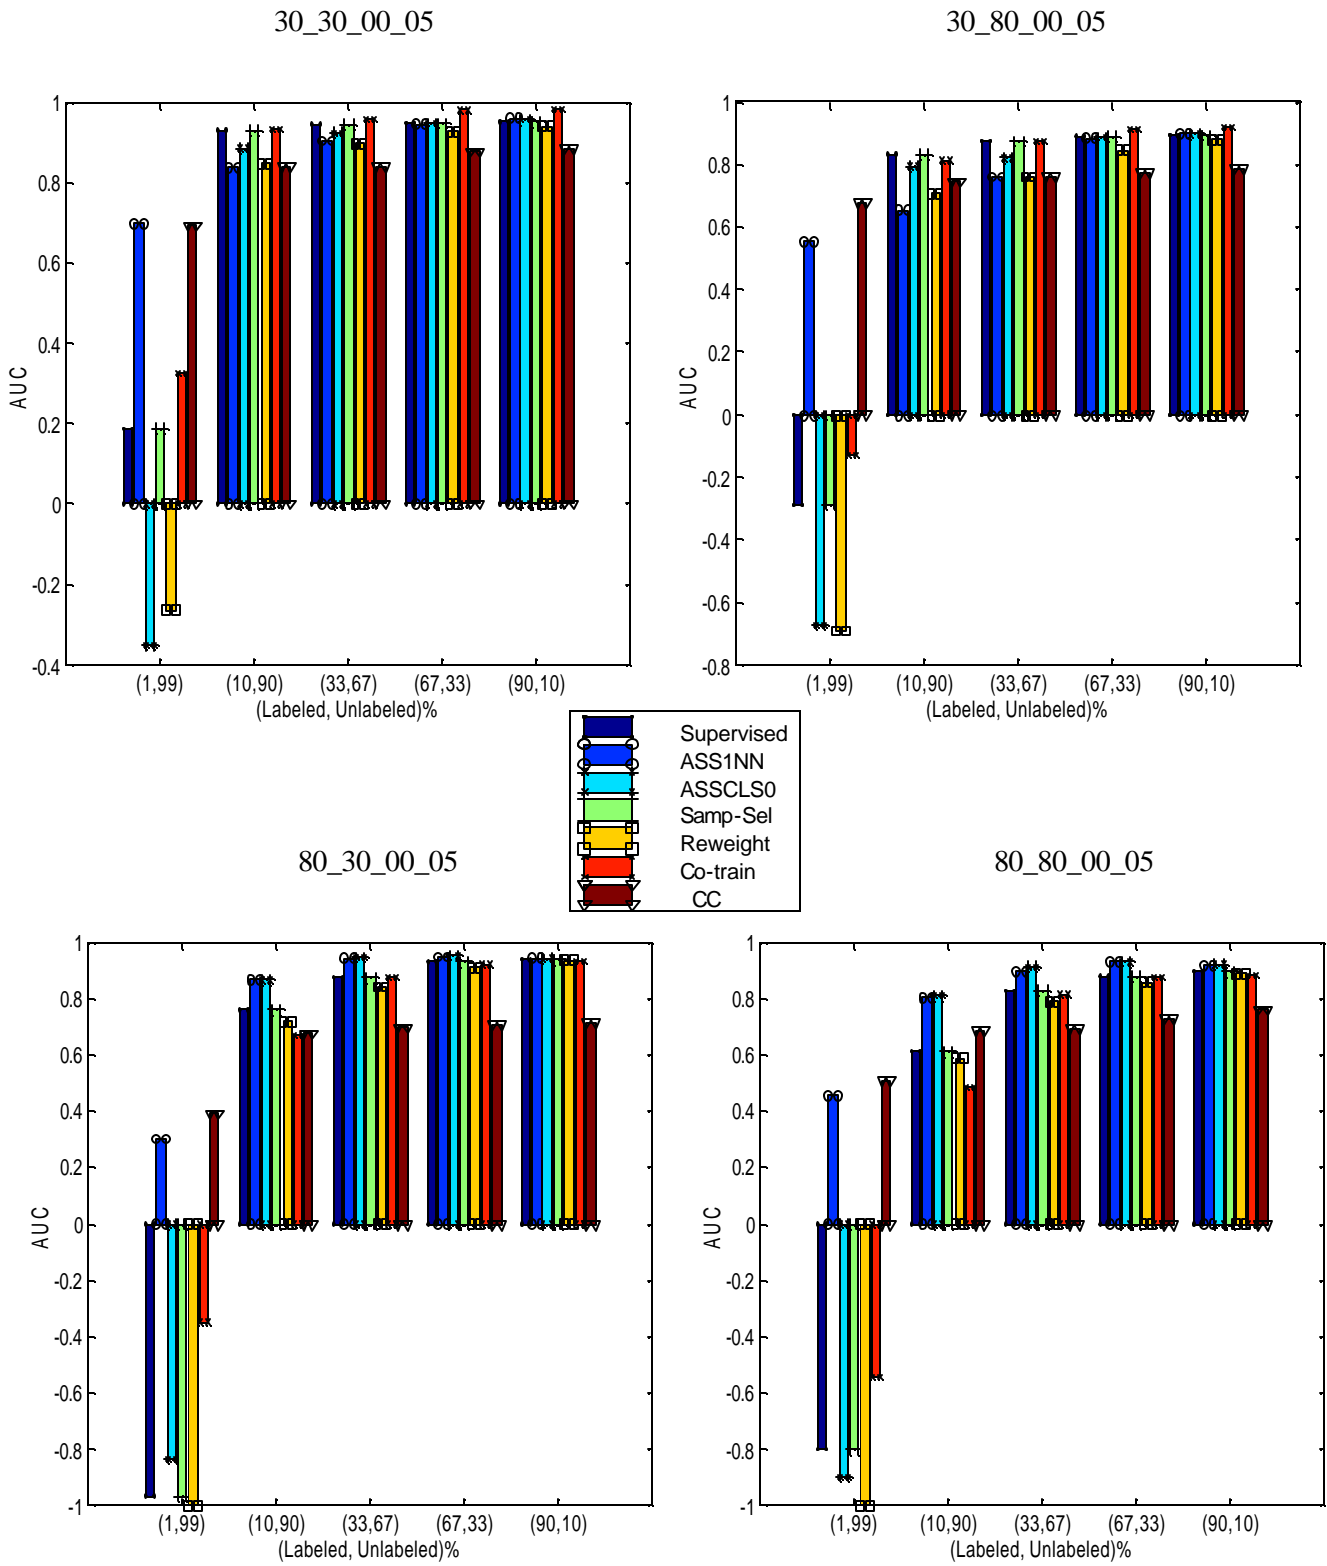 30_30_00_05
30_80_00_05
1
0.8
0.6
0.4
0.2
0
-0.2
-0.4
AUC
(1,99) (10,90) (33,67) (67,33) (90,10)
(Labeled, Unlabeled)%
1
0.8
0.6
0.4
0.2
0
-0.2
-0.4
-0.6
-0.8
AUC
(1,99) (10,90) (33,67) (67,33) (90,10)
(Labeled, Unlabeled)%
Supervised
ASS1NN
ASSCLS0
Samp-Sel
Reweight
Co-train
CC
80_30_00_05
80_80_00_05
1
0.8
0.6
0.4
0.2
0
-0.2
-0.4
-0.6
-0.8
-1
AUC
(1,99) (10,90) (33,67) (67,33) (90,10)
(Labeled, Unlabeled)%
1
0.8
0.6
0.4
0.2
0
-0.2
-0.4
-0.6
-0.8
-1
AUC
(1,99) (10,90) (33,67) (67,33) (90,10)
(Labeled, Unlabeled)%